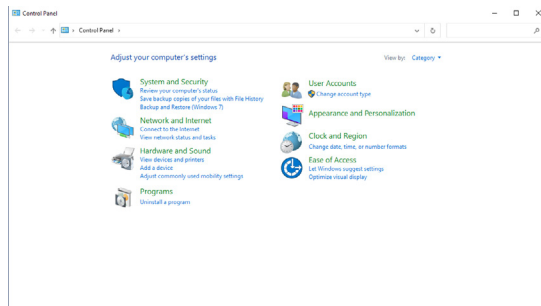 Control Panel
Control Panel
Adjust your computer's settings
View by: Category
System and Security
Review your computer's status
Save backup copies of your files with File History
Backup and Restore (Windows 7)
Network and Internet
Connect to the Internet
View network status and tasks
Hardware and Sound
View devices and printers
Add a device
Adjust commonly used mobility settings
Programs
Uninstall a program
User Accounts
Change account type
Appearance and Personalization
Clock and Region
Change date, time, or number formats
Ease of Access
Let Windows suggest settings
Optimize visual display